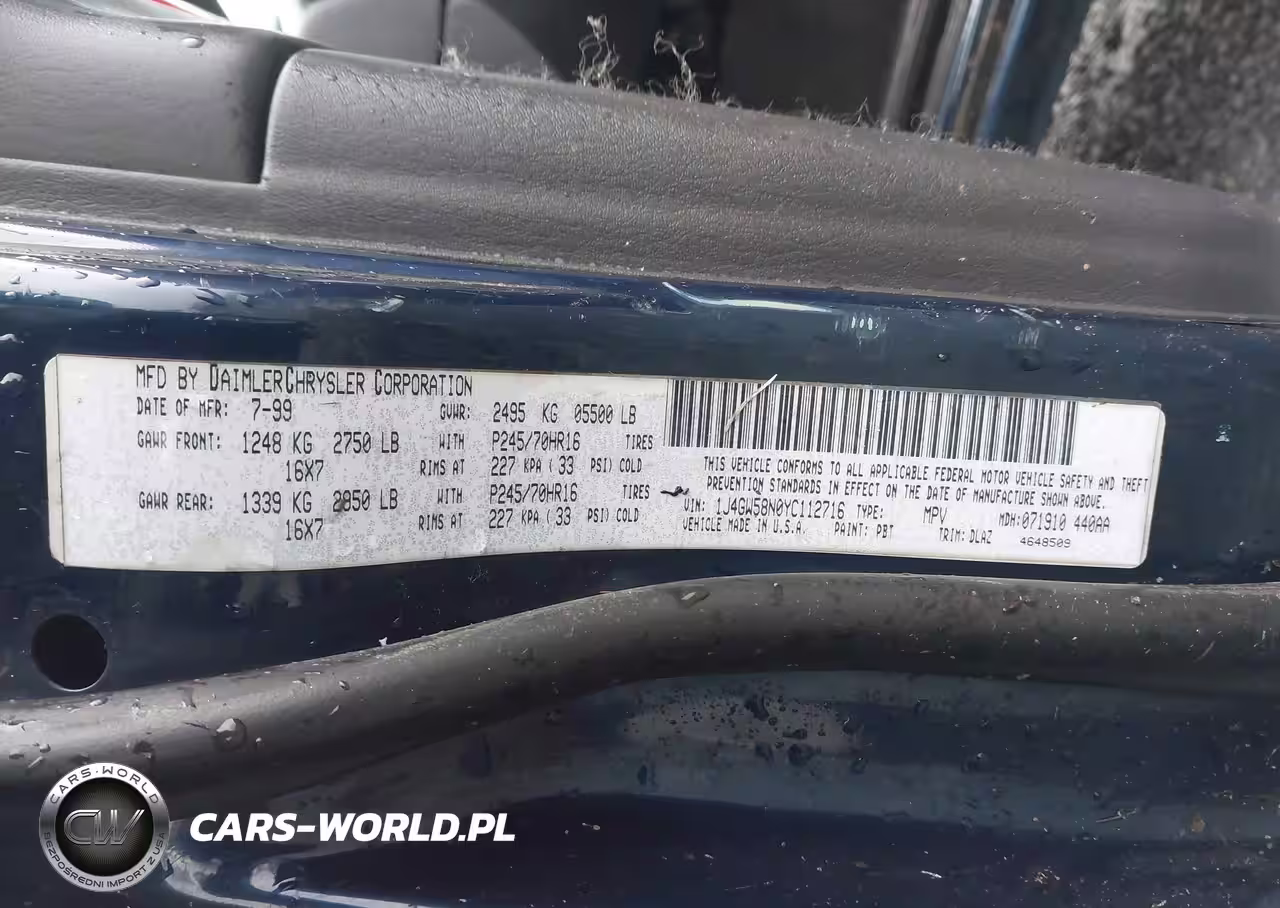 MFD BY DAIMLERCHRYSLER CORPORATION
DATE OF MFR: 7-99 GVWR: 2495 KG 05500 LB
GAWR FRONT: 1248 KG 2750 LB WITH P245/70HR16 TIRES
16X7 RIMS AT 227 KPA ( 33 PSI) COLD
GAWR REAR: 1339 KG 2850 LB WITH P245/70HR16 TIRES
16X7 RIMS AT 227 KPA ( 33 PSI) COLD
THIS VEHICLE CONFORMS TO ALL APPLICABLE FEDERAL MOTOR VEHICLE SAFETY AND THEFT
PREVENTION STANDARDS IN EFFECT ON THE DATE OF MANUFACTURE SHOWN ABOVE.
VIN: 1J4GW58N0YC112716 TYPE: MPV MDH:071910 440AA
VEHICLE MADE IN U.S.A. PAINT: PBT TRIM: DLAZ 4648509
CARS-WORLD
CW
BEZPOŚREDNI IMPORT Z USA
CARS-WORLD.PL